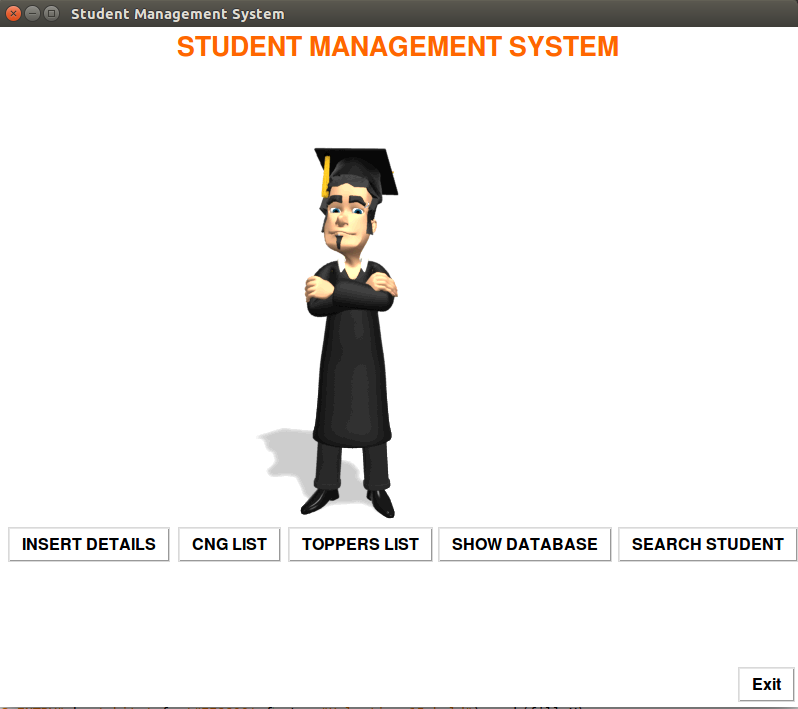 Student Management System
STUDENT MANAGEMENT SYSTEM
INSERT DETAILS CNG LIST TOPPERS LIST SHOW DATABASE SEARCH STUDENT
Exit